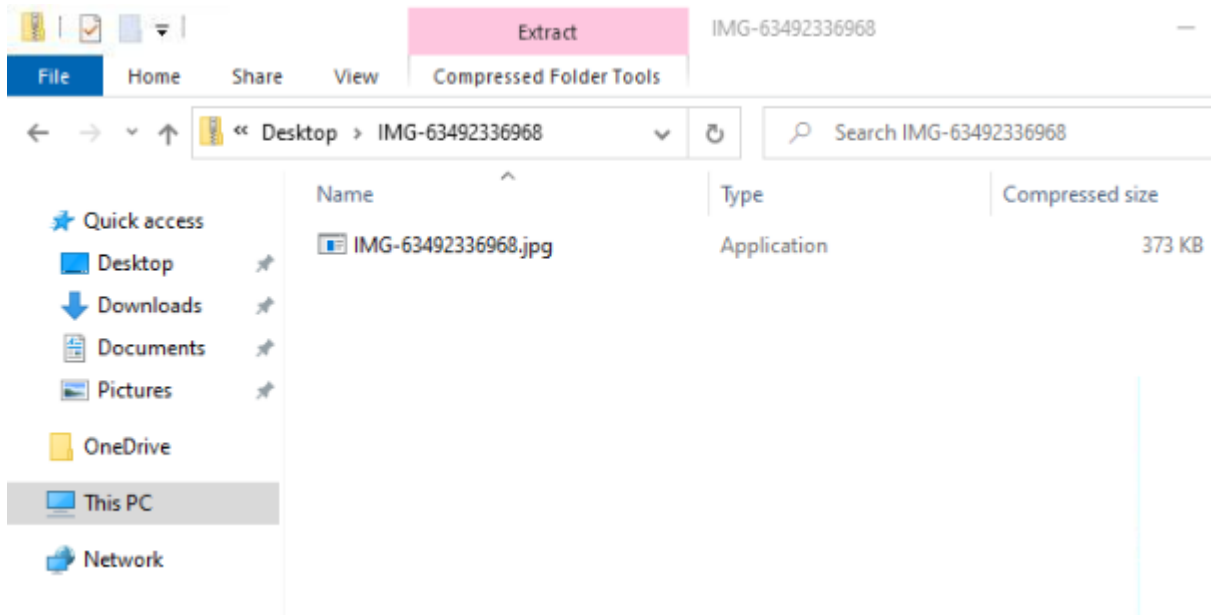 Extract
IMG-63492336968
File
Home
Share
View
Compressed Folder Tools
« Desktop > IMG-63492336968
Search IMG-63492336968
Name
Type
Compressed size
Quick access
IMG-63492336968.jpg
Application
373 KB
Desktop
Downloads
Documents
Pictures
OneDrive
This PC
Network